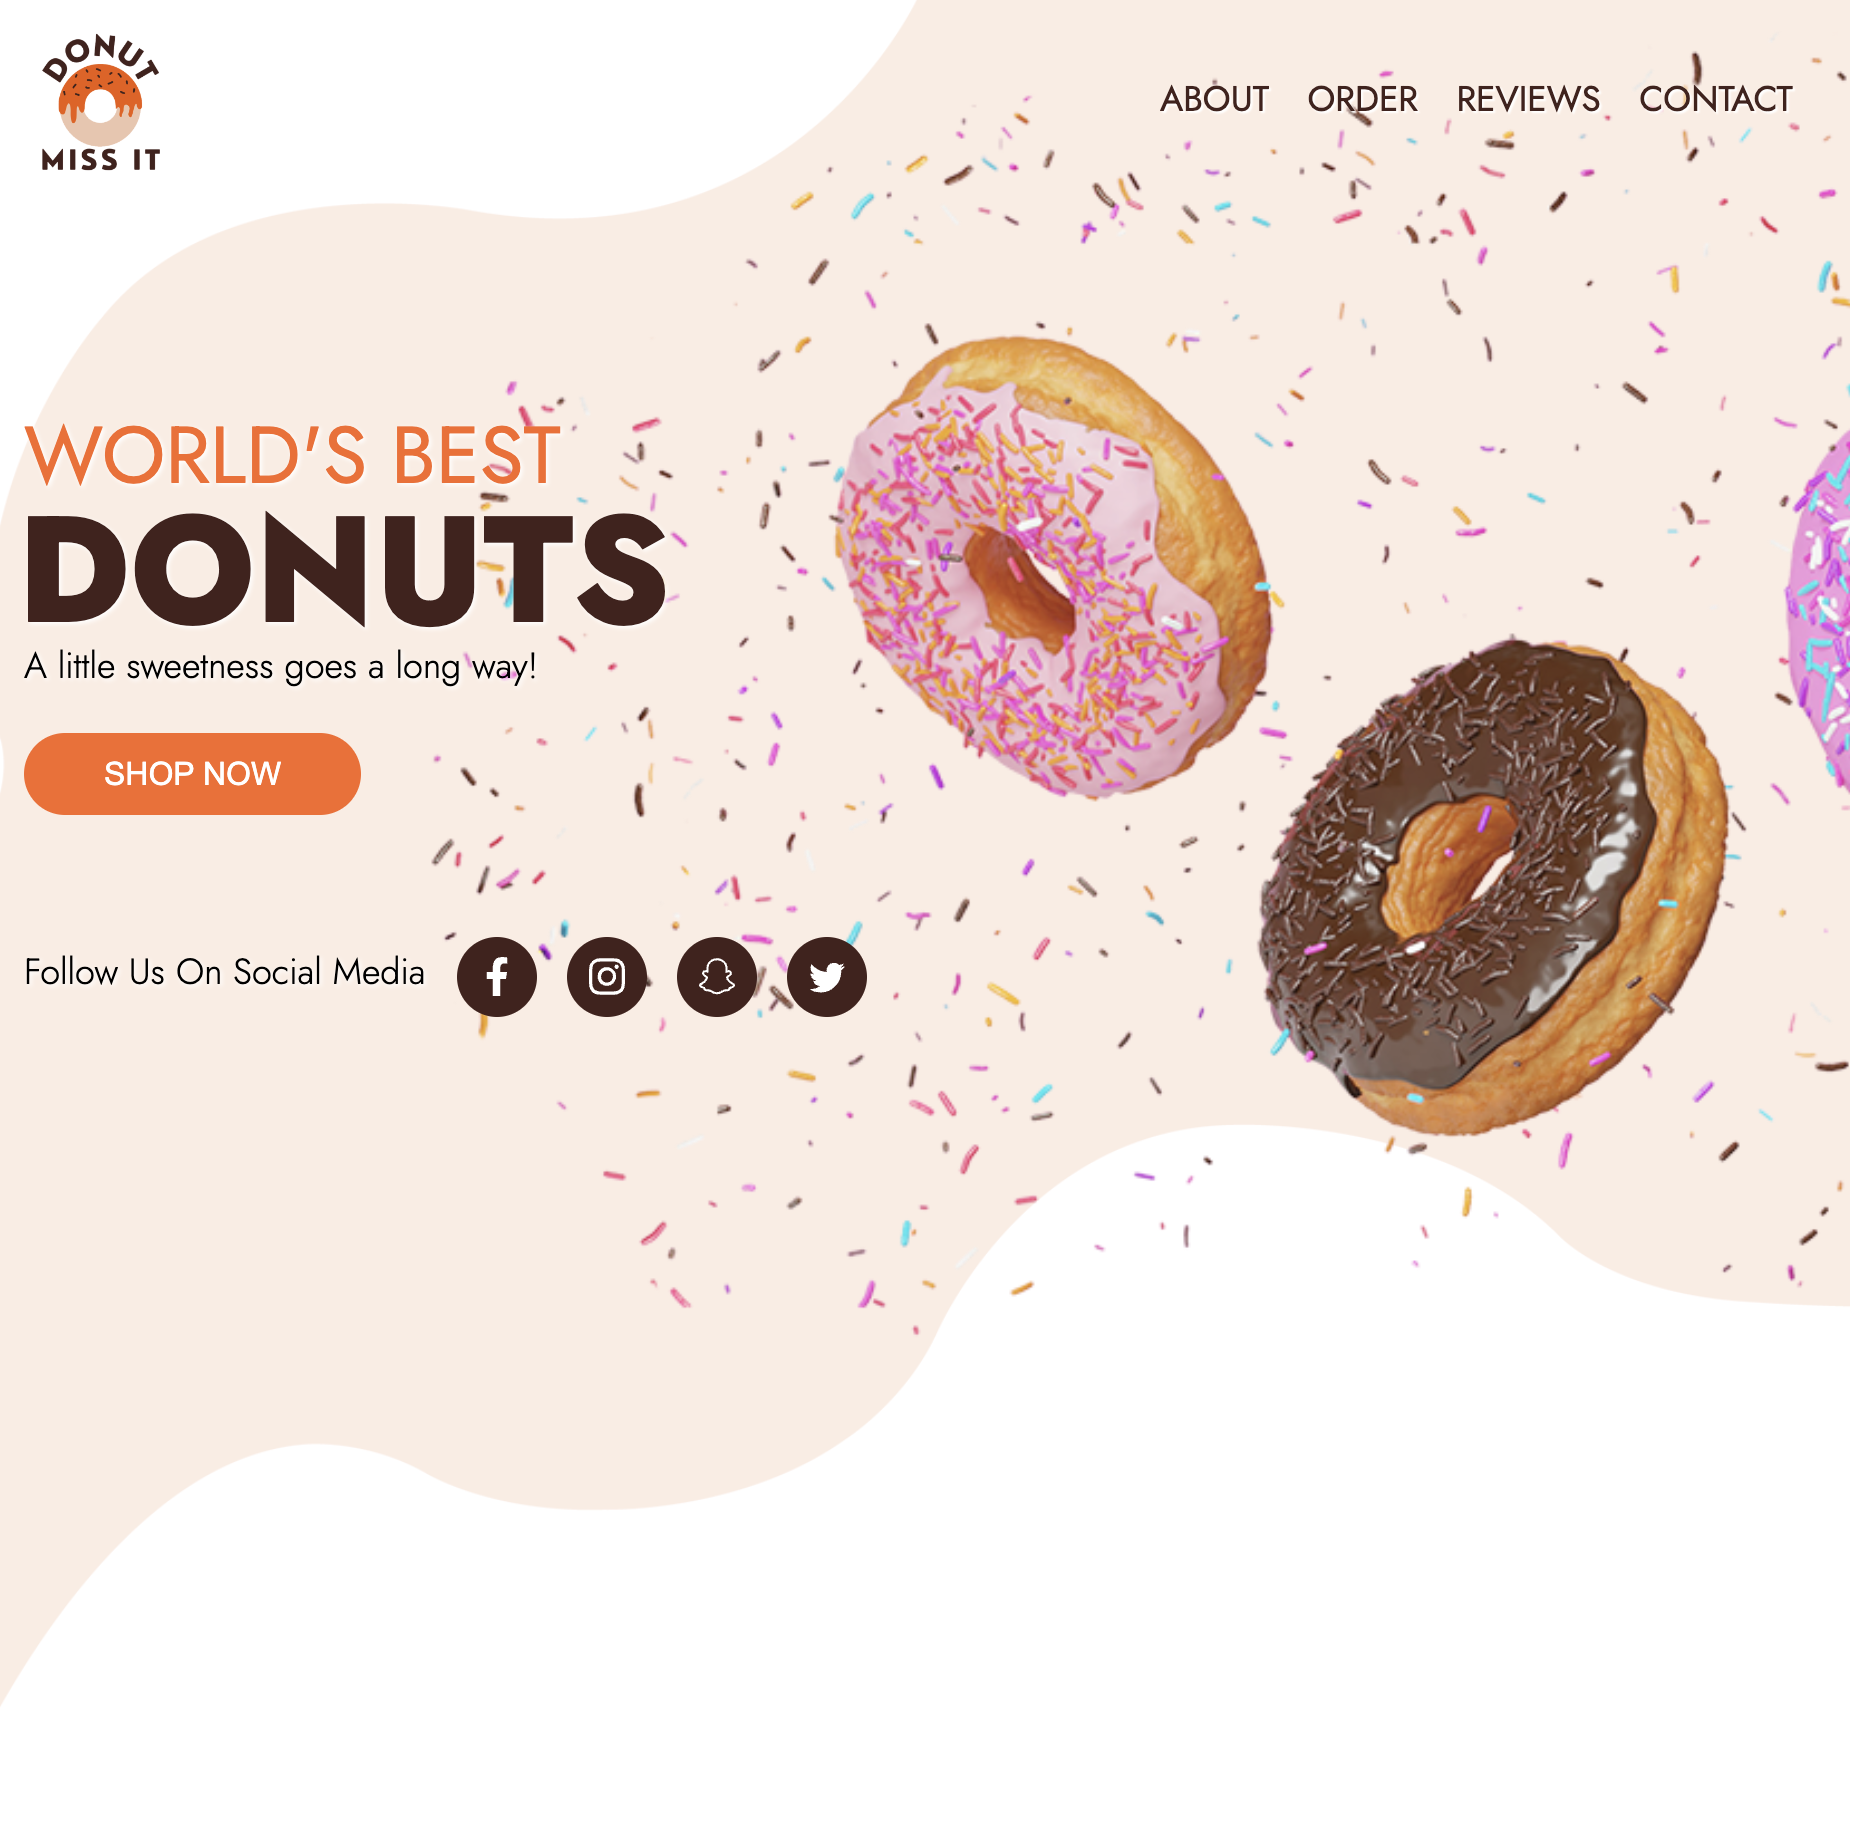 DONUT
MISS IT
ABOUT ORDER REVIEWS CONTACT
WORLD'S BEST
DONUTS
A little sweetness goes a long way!
SHOP NOW
Follow Us On Social Media